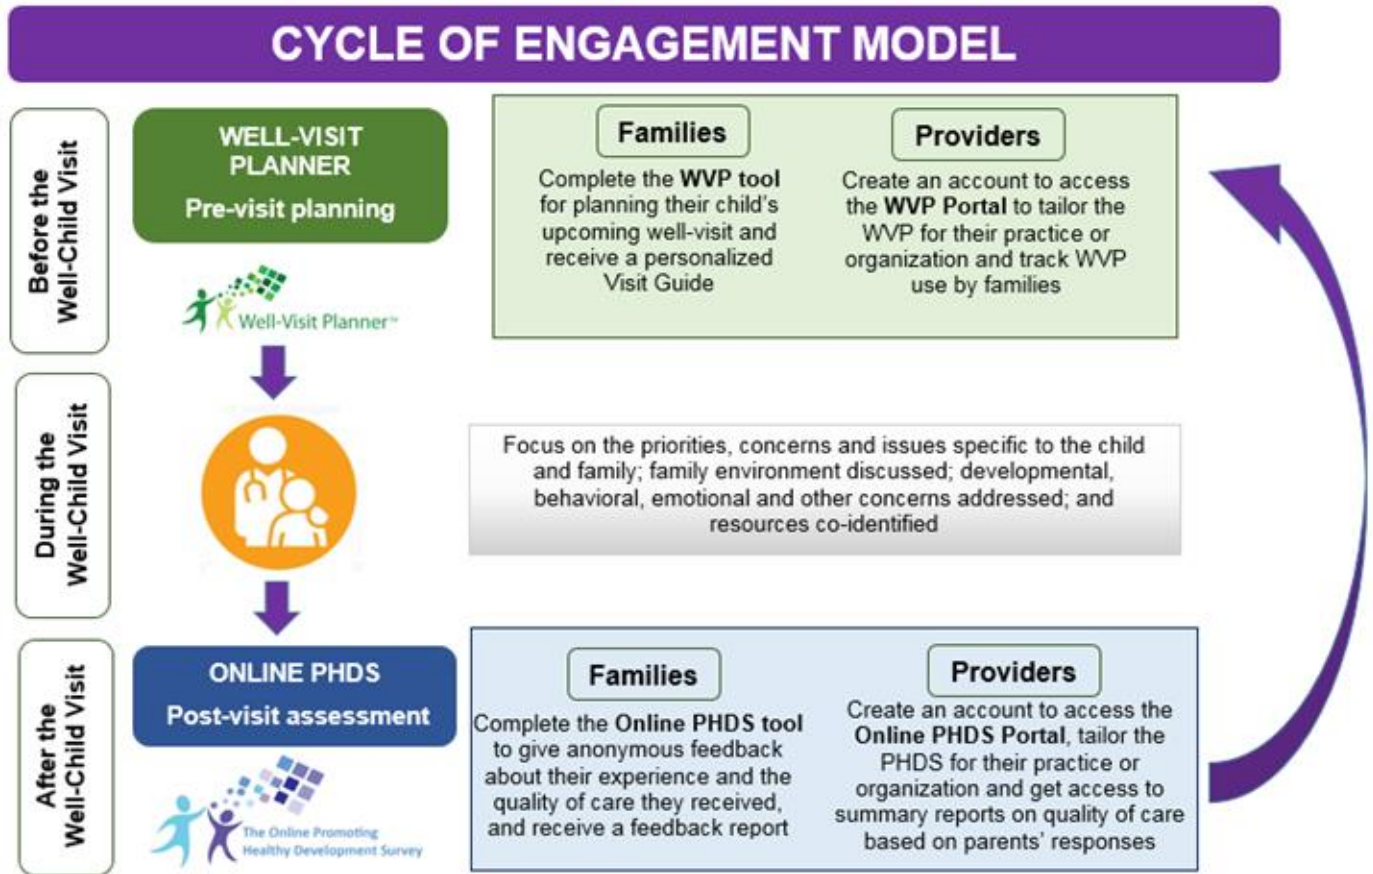 CYCLE OF ENGAGEMENT MODEL
Before the
Well-Child Visit
WELL-VISIT
PLANNER
Pre-visit planning
Well-Visit Planner™
Families
Complete the WVP tool
for planning their child's
upcoming well-visit and
receive a personalized
Visit Guide
Providers
Create an account to access
the WVP Portal to tailor the
WVP for their practice or
organization and track WVP
use by families
During the
Well-Child Visit
Focus on the priorities, concerns and issues specific to the child
and family; family environment discussed; developmental,
behavioral, emotional and other concerns addressed; and
resources co-identified
After the
Well-Child Visit
ONLINE PHDS
Post-visit assessment
The Online Promoting
Healthy Development Survey
Families
Complete the Online PHDS tool
to give anonymous feedback
about their experience and the
quality of care they received,
and receive a feedback report
Providers
Create an account to access the
Online PHDS Portal, tailor the
PHDS for their practice or
organization and get access to
summary reports on quality of care
based on parents' responses